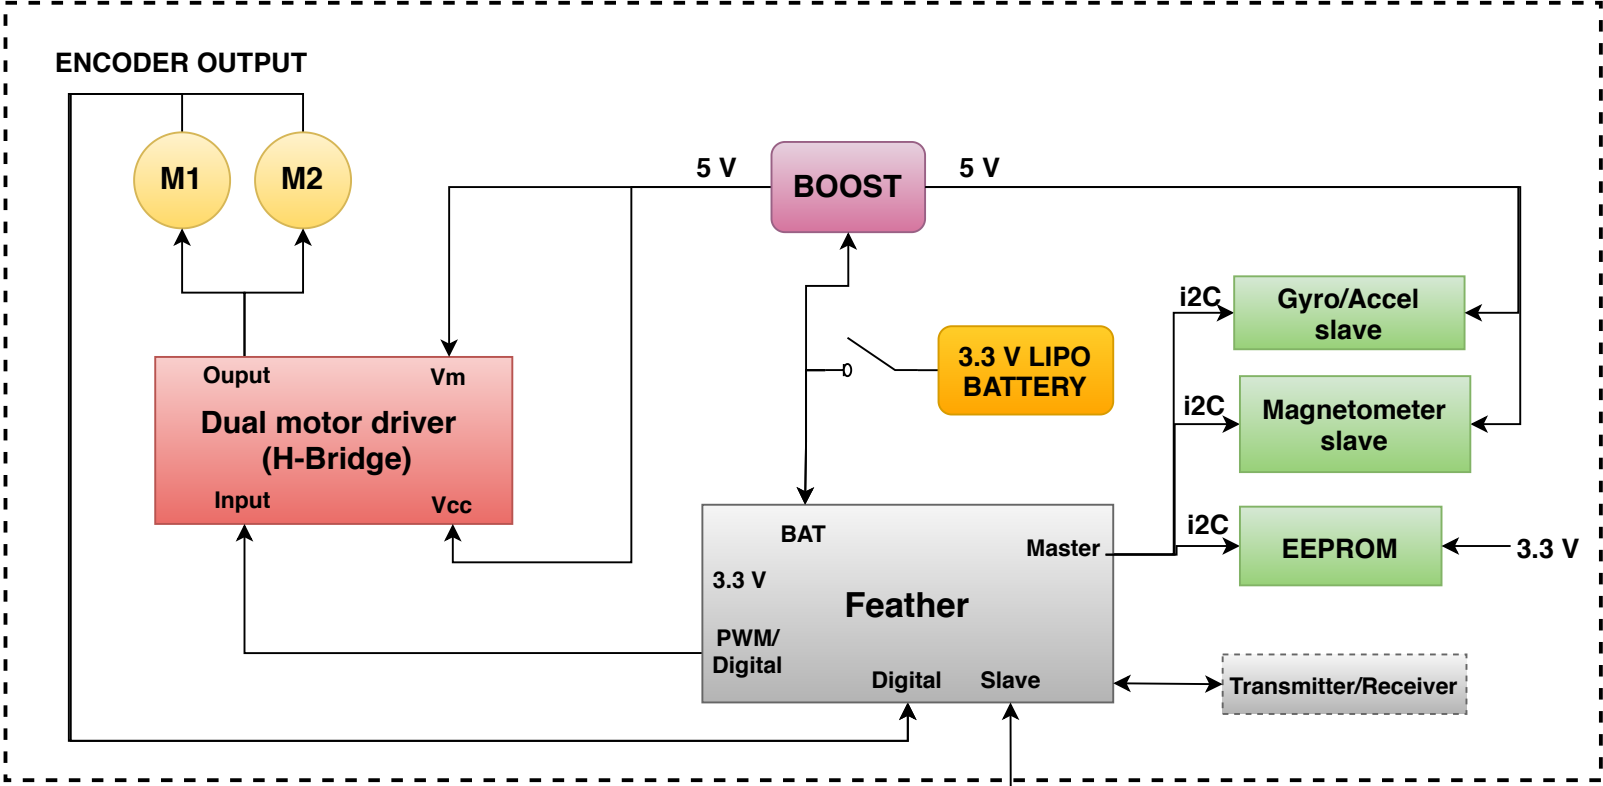 ENCODER OUTPUT
M1
M2
5 V
BOOST
5 V
i2C
Gyro/Accel
slave
3.3 V LIPO
BATTERY
Ouput
Vm
Dual motor driver
(H-Bridge)
Input
Vcc
i2C
Magnetometer
slave
BAT
Master
3.3 V
Feather
PWM/
Digital
Digital
Slave
i2C
EEPROM
3.3 V
Transmitter/Receiver